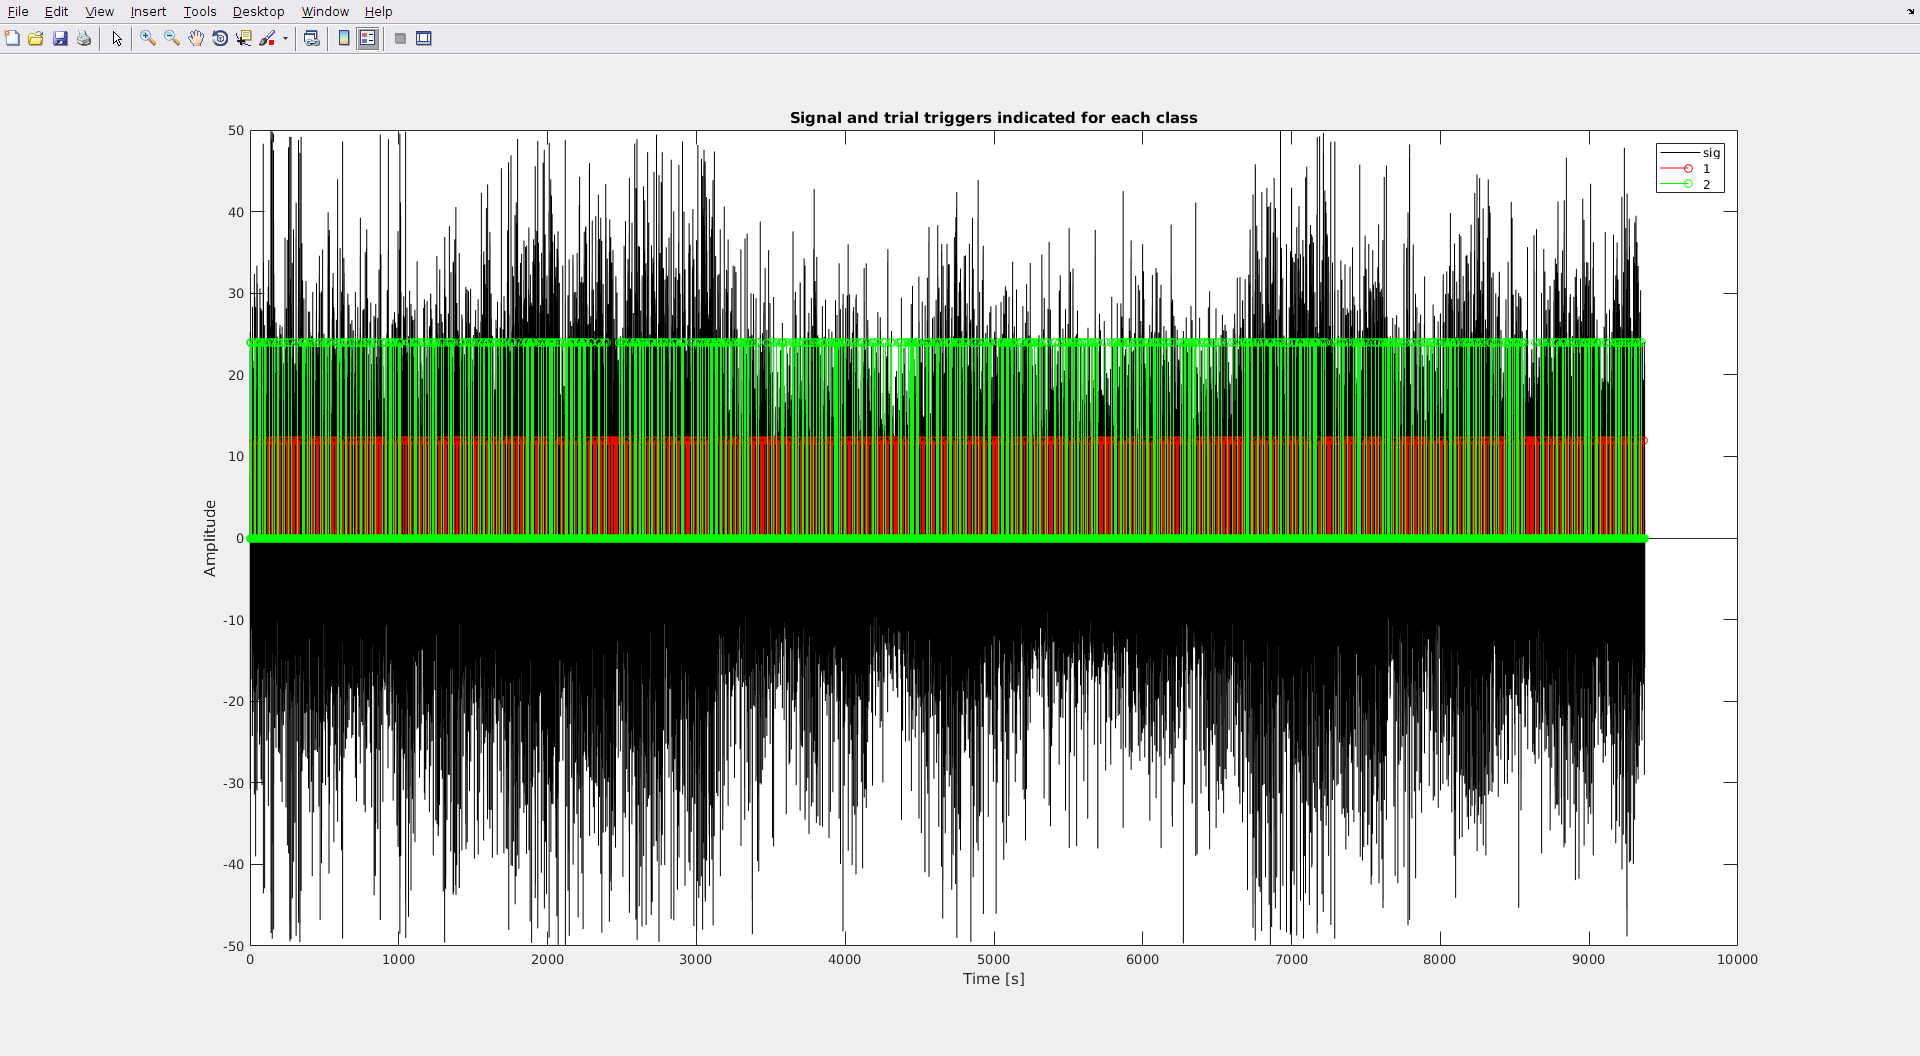 File Edit View Insert Tools Desktop Window Help
Signal and trial triggers indicated for each class
sig
1
2
50
40
30
20
10
0
-10
-20
-30
-40
-50
Amplitude
0 1000 2000 3000 4000 5000 6000 7000 8000 9000 10000
Time [s]